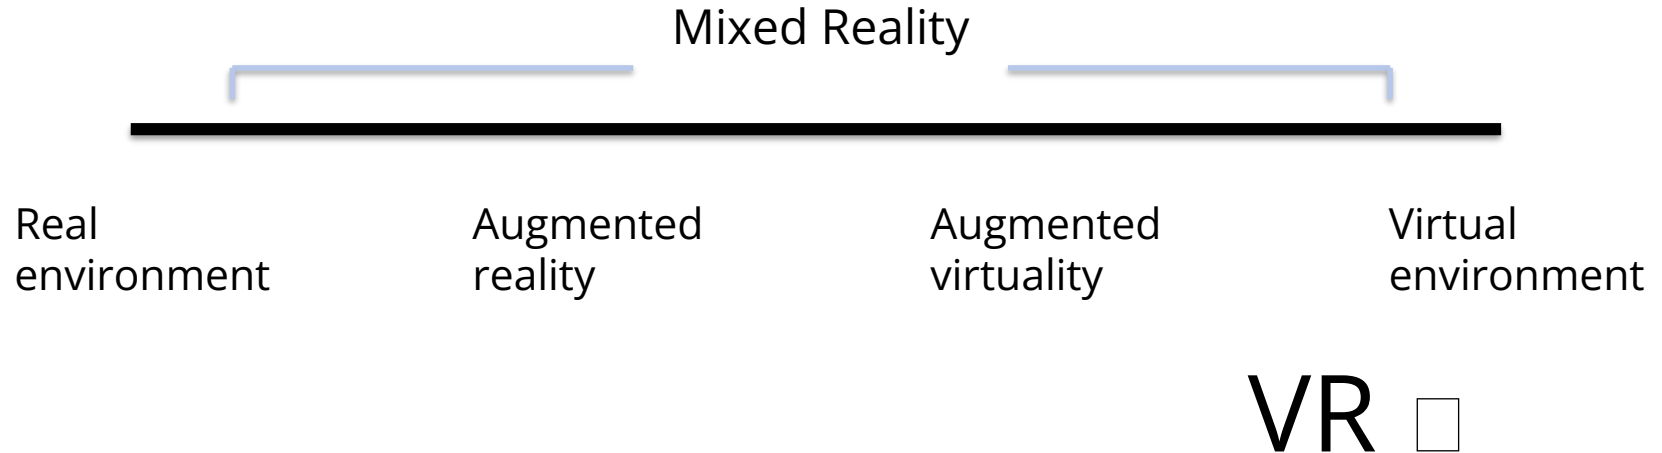 Mixed Reality
Real
environment
Augmented
reality
Augmented
virtuality
Virtual
environment
VR